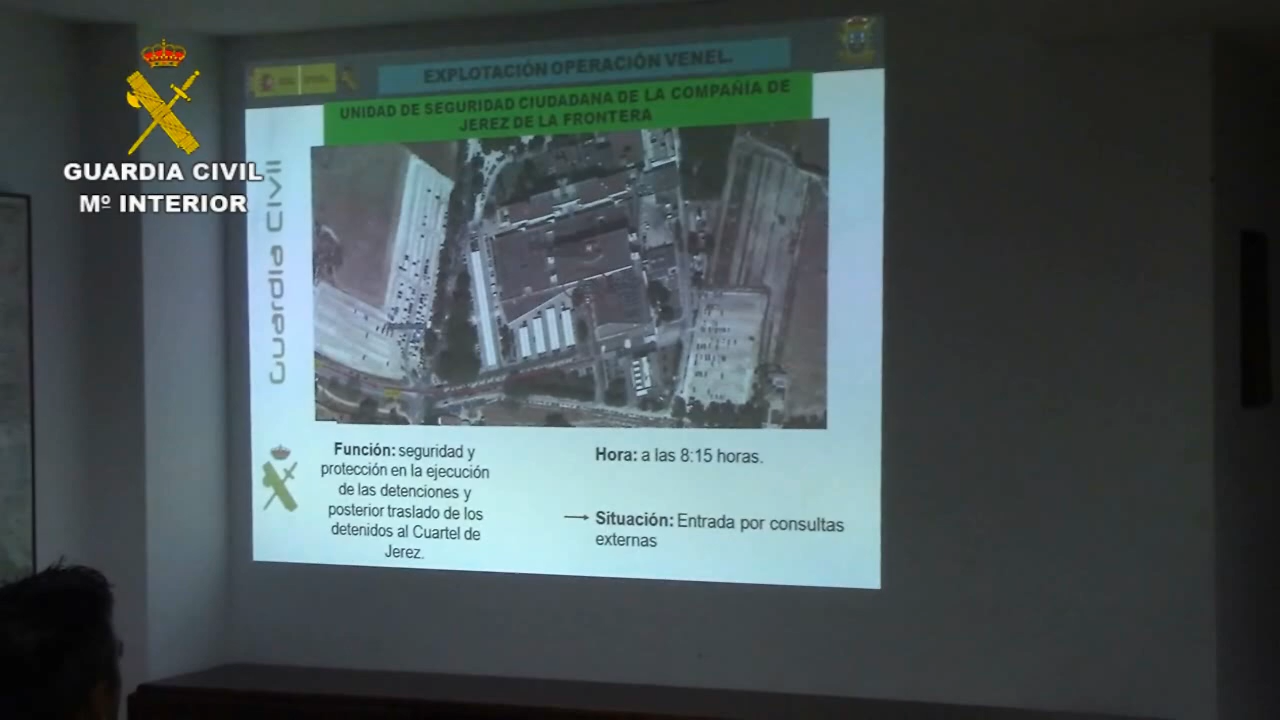 GUARDIA CIVIL
Mº INTERIOR
EXPLOTACIÓN OPERACIÓN VENEL.
UNIDAD DE SEGURIDAD CIUDADANA DE LA COMPAÑIA DE
JEREZ DE LA FRONTERA
Guardia Civil
Función: seguridad y
protección en la ejecución
de las detenciones y
posterior traslado de los
detenidos al Cuartel de
Jerez.
Hora: a las 8:15 horas.
Situación: Entrada por consultas
externas